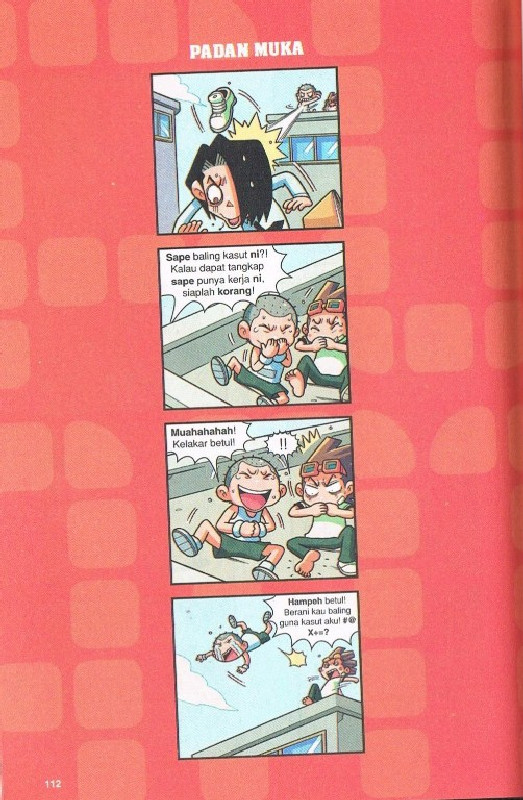 PADAN MUKA
Sape baling kasut ni?!
Kalau dapat tangkap
sape punya kerja ni,
siaplah korang!
Muahahahah!
Kelakar betul!
!!
Hampeh betul!
Berani kau baling
guna kasut aku! #@
X+=?
112